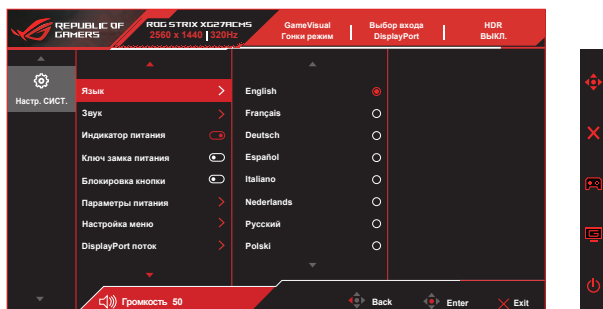 REPUBLIC OF
GAMERS
ROG STRIX XG27ACMS
2560 x 1440 320Hz
GameVisual
Гонки режим
Выбор входа
DisplayPort
HDR
ВЫКЛ.
Настр. СИСТ.
Язык
Звук
Индикатор питания
Ключ замка питания
Блокировка кнопки
Параметры питания
Настройка меню
DisplayPort поток
English
Français
Deutsch
Español
Italiano
Nederlands
Русский
Polski
Громкость 50
Back
Enter
Exit